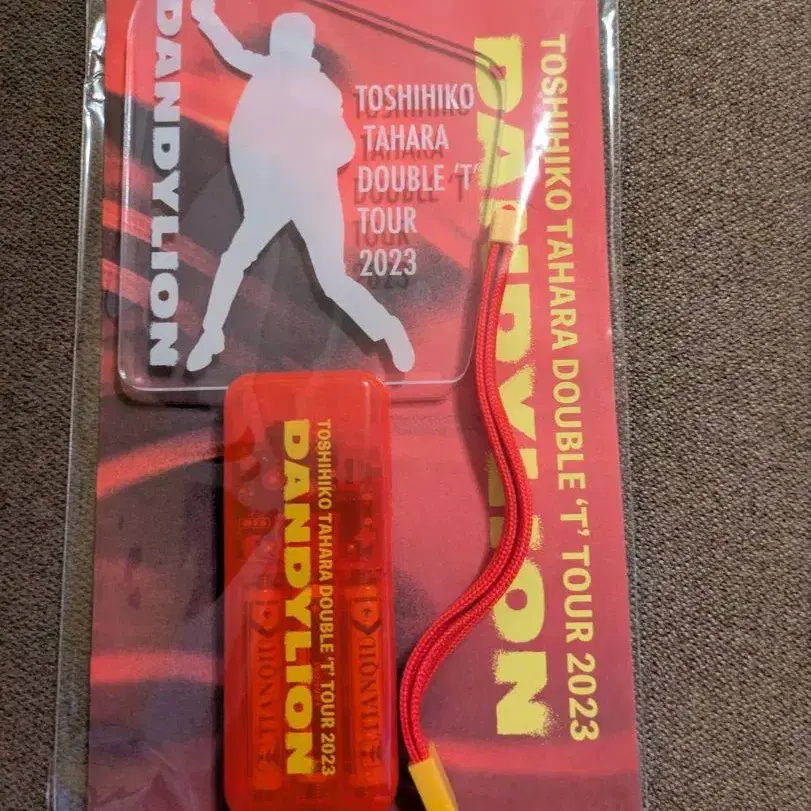 DANDYLION
TOSHIHIKO
TAHARA
DOUBLE 'T'
TOUR
2023
TOSHIHIKO TAHARA DOUBLE 'T' TOUR 2023
DANDYLION
TOSHIHIKO TAHARA DOUBLE 'T' TOUR 2023
DANDYLION